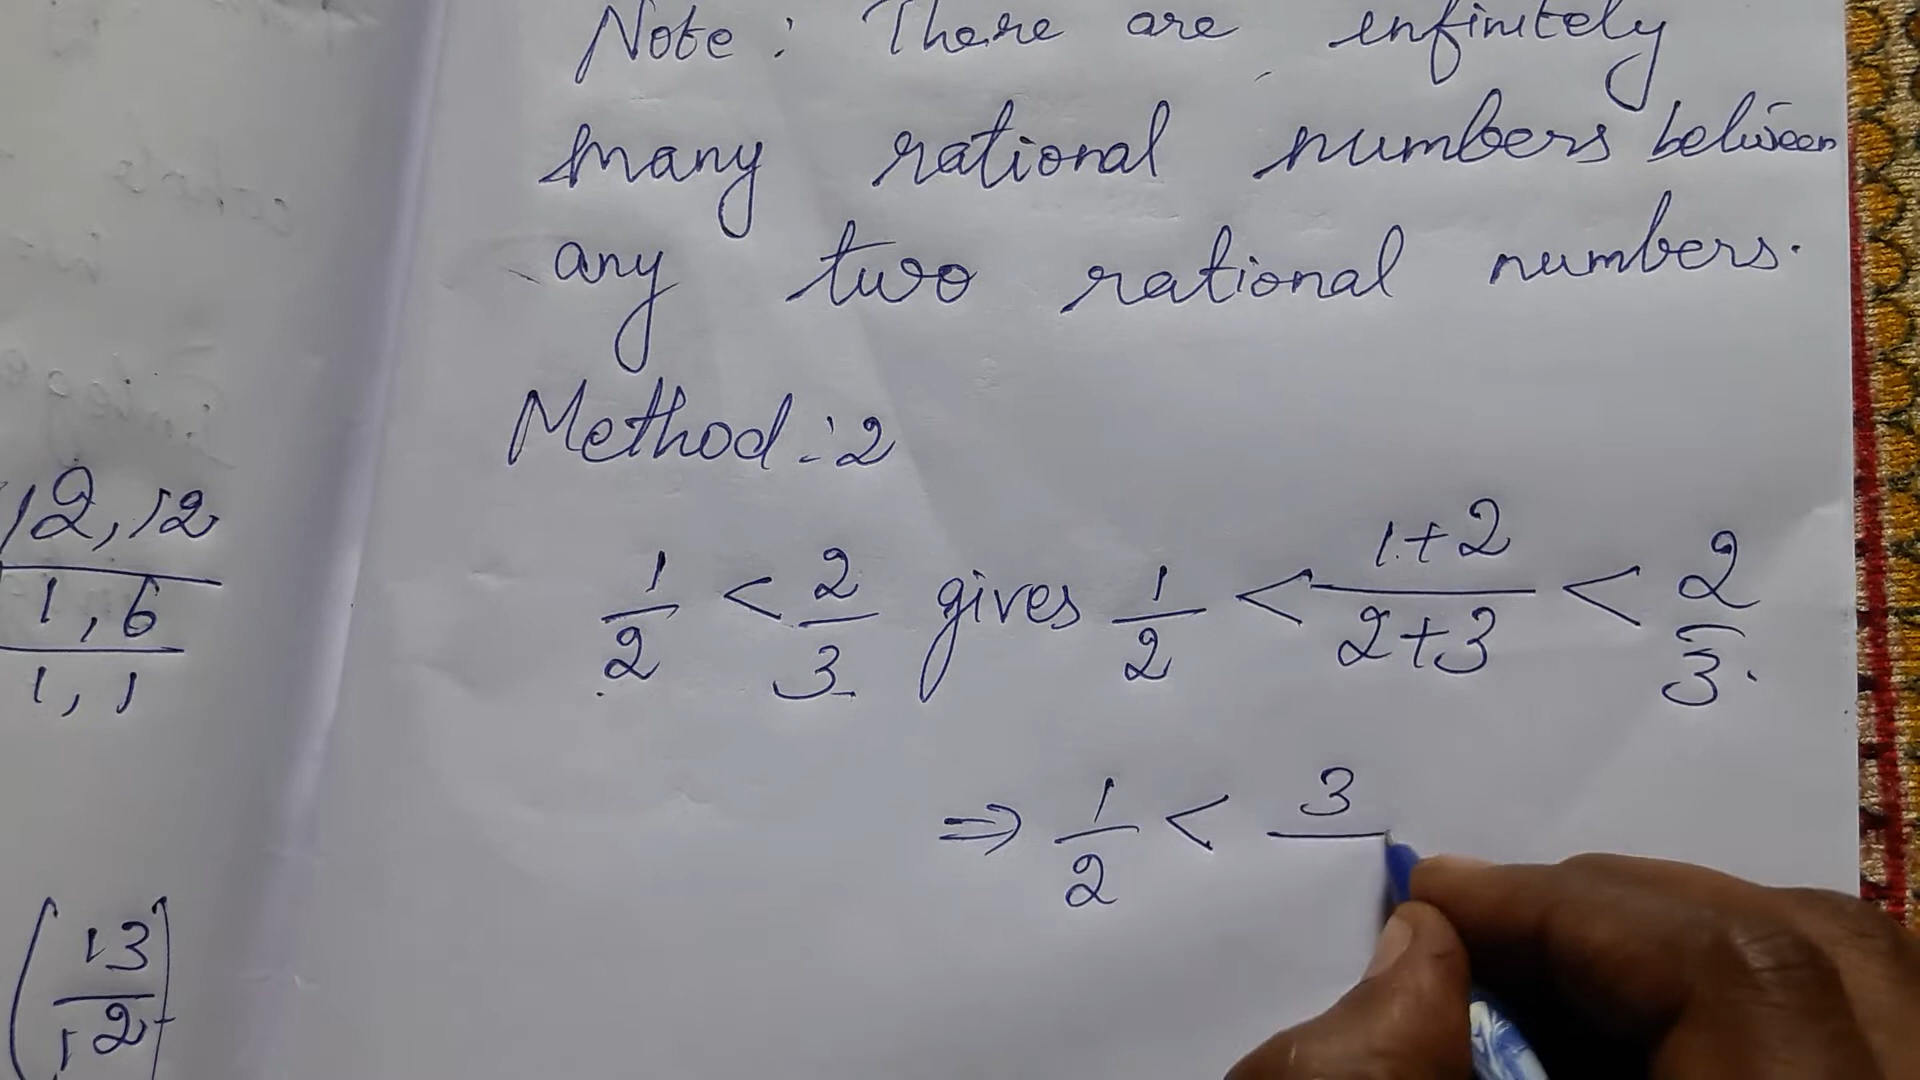 12, 12
1, 6
1, 1
(13/12)
Note: There are enfinitely
many rational numbers between
any two rational numbers.
Method:2
1/2 < 2/3 gives 1/2 < 1+2/2+3 < 2/3.
⇒ 1/2 < 3